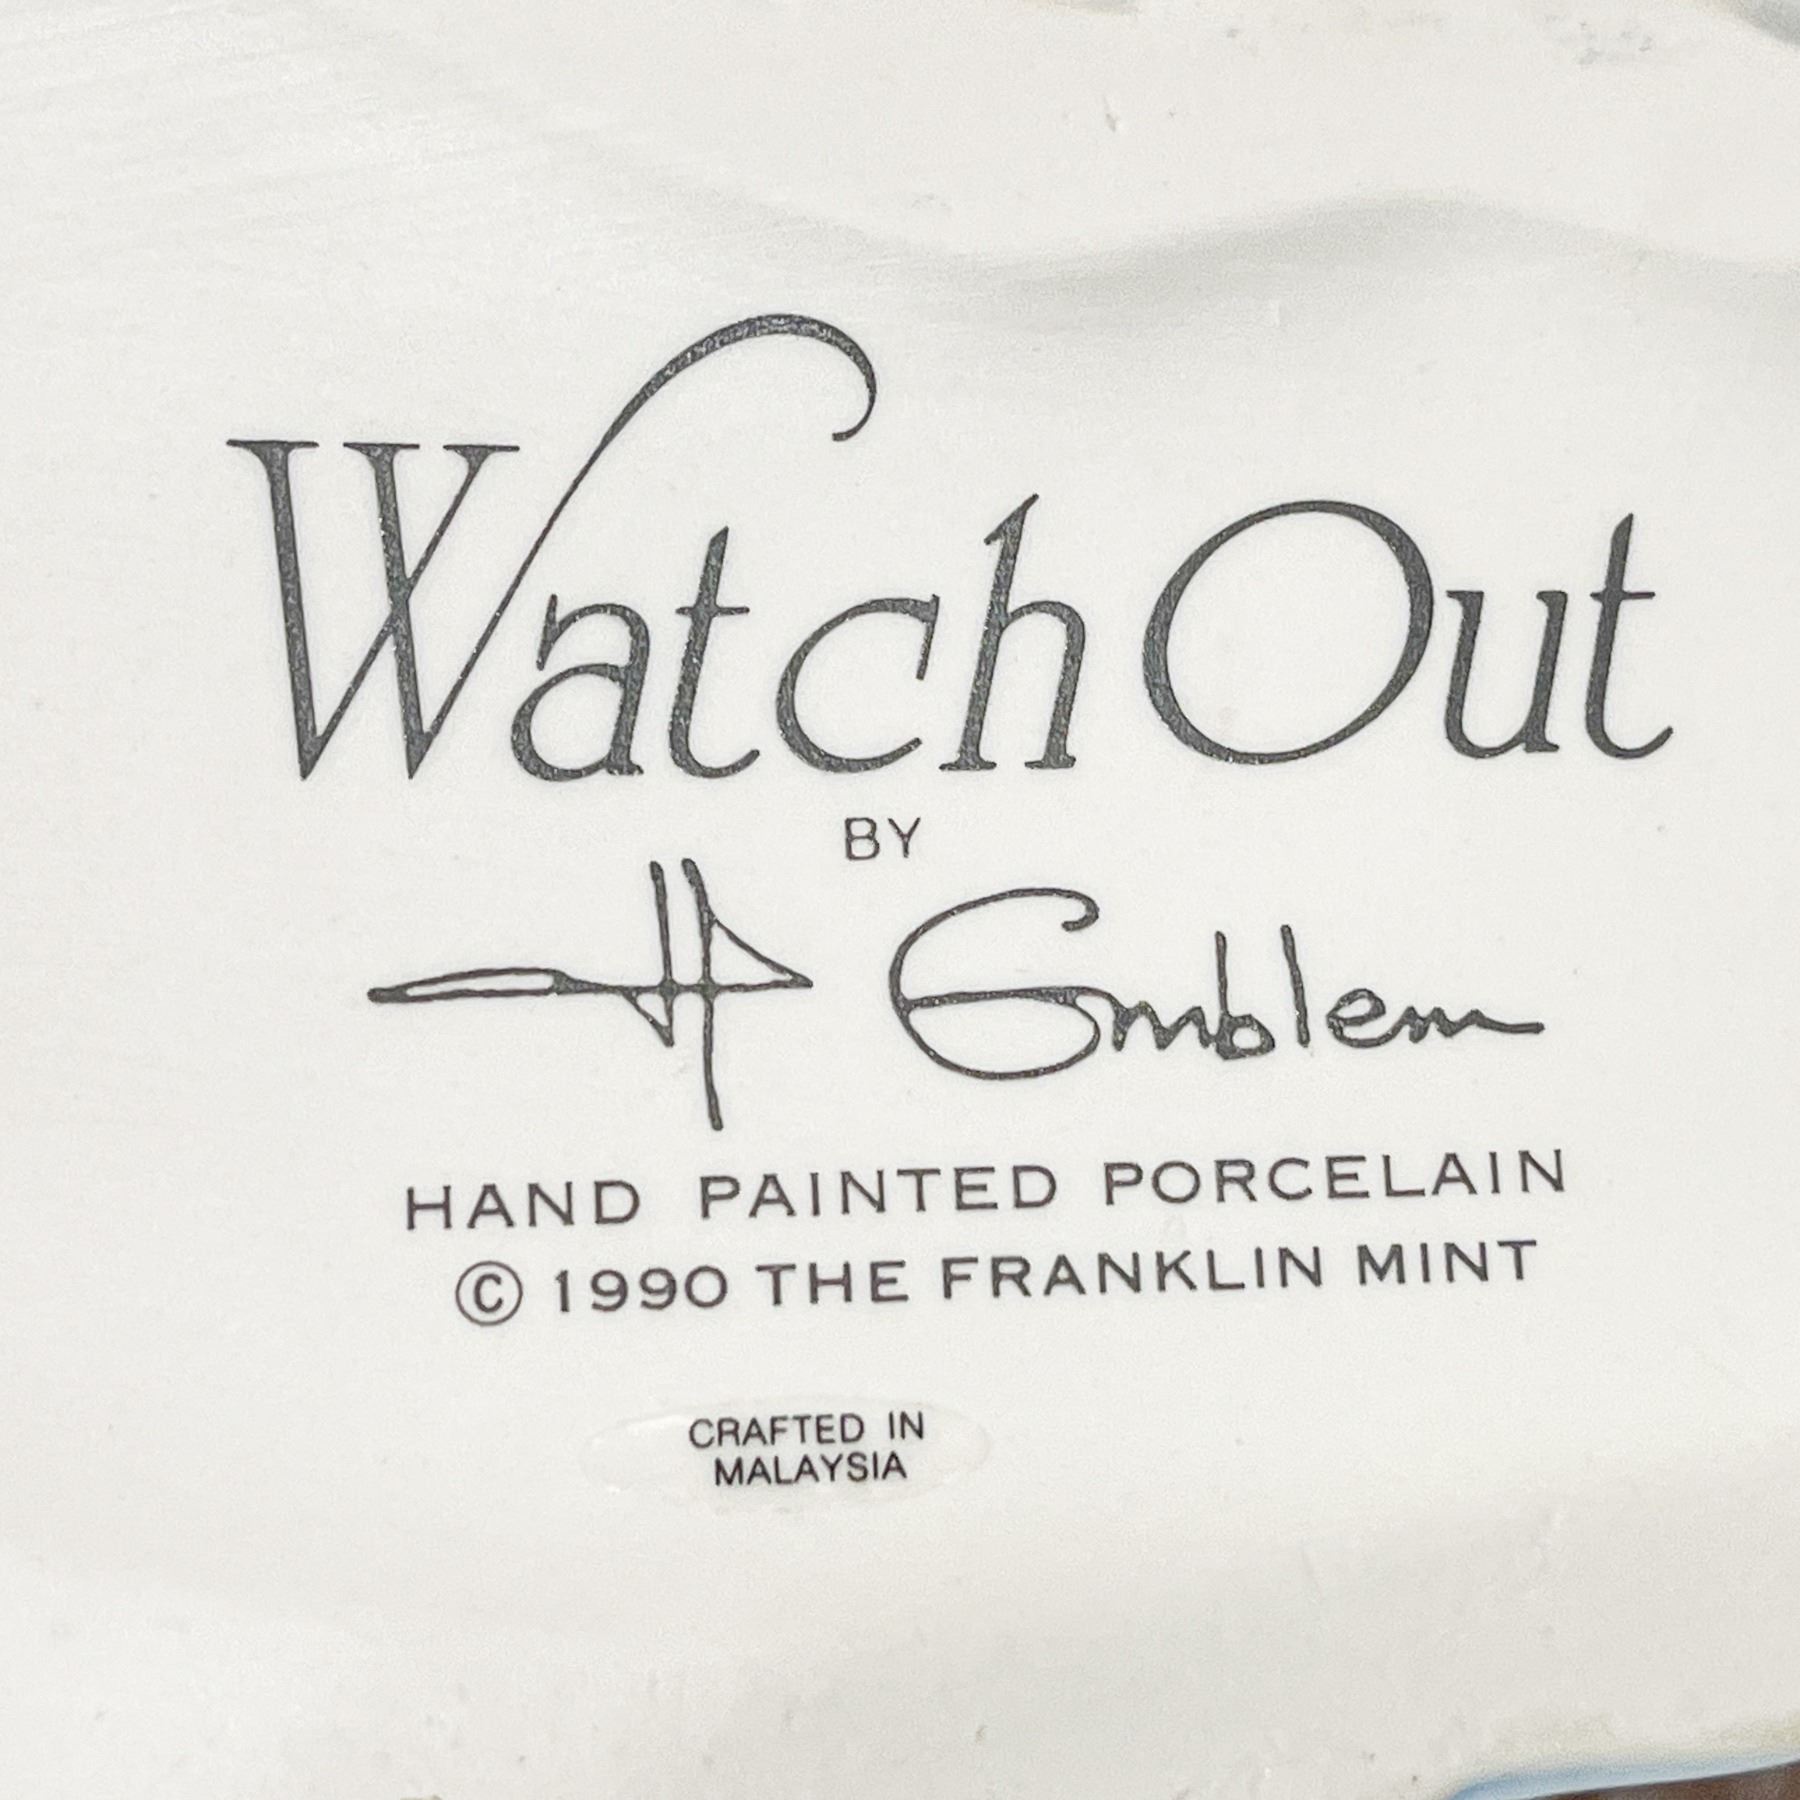 Watch Out
BY
H Emblem
HAND PAINTED PORCELAIN
© 1990 THE FRANKLIN MINT
CRAFTED IN
MALAYSIA